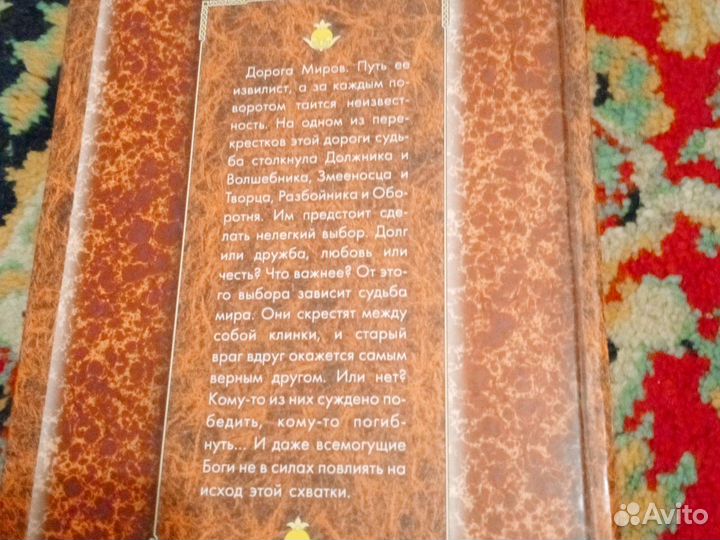 Дорога Миров. Путь ее
извилист, а за каждым по-
воротом таится неизвест-
ность. На одном из пере-
крестков этой дороги судь-
ба столкнула Должника и
Волшебника, Змееносца и
Творца, Разбойника и Обо-
ротня. Им предстоит сде-
лать нелегкий выбор. Долг
или дружба, любовь или
честь? Что важнее? От это-
го выбора зависит судьба
мира. Они скрестят между
собой клинки, и старый
враг вдруг окажется самым
верным другом. Или нет?
Кому-то из них суждено по-
бедить, кому-то погиб-
нуть... И даже всемогущие
Боги не в силах повлиять на
исход этой схватки.
Avito